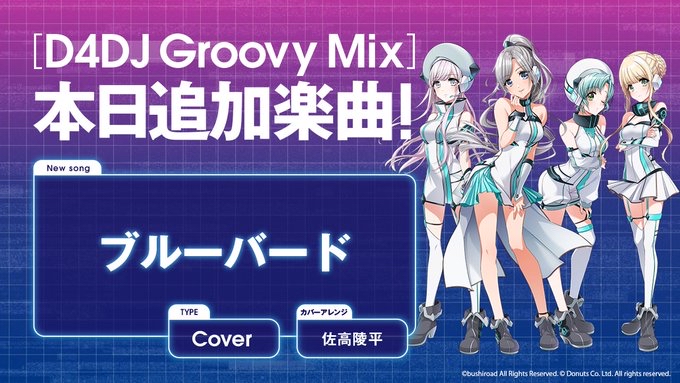 [D4DJ Groovy Mix]
本日追加楽曲!
New song
ブルーバード
TYPE
Cover
カバーアレンジ
佐高陵平
©bushiroad All Rights Reserved. © Donuts Co. Ltd. All rights reserved.